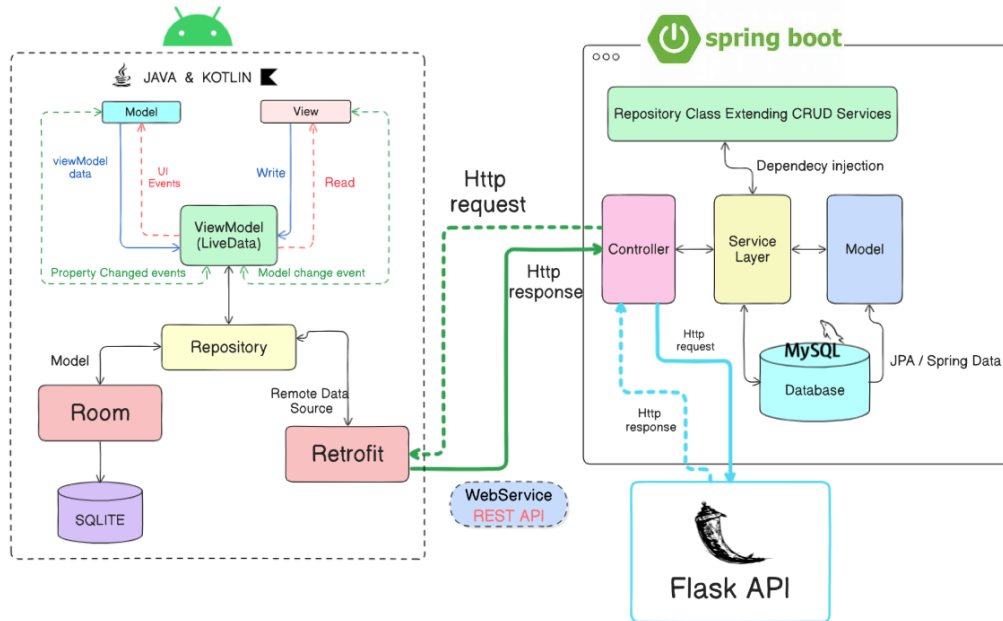 spring boot
JAVA & KOTLIN
Model
View
viewModel
data
UI
Events
Write
Read
ViewModel
(LiveData)
Property Changed events
Model change event
Repository
Model
Remote Data
Source
Room
Retrofit
SQLITE
Http
request
Http
response
WebService
REST API
Repository Class Extending CRUD Services
Dependecy injection
Controller
Service
Layer
Model
Http
request
MySQL
Database
JPA / Spring Data
Http
response
Flask API